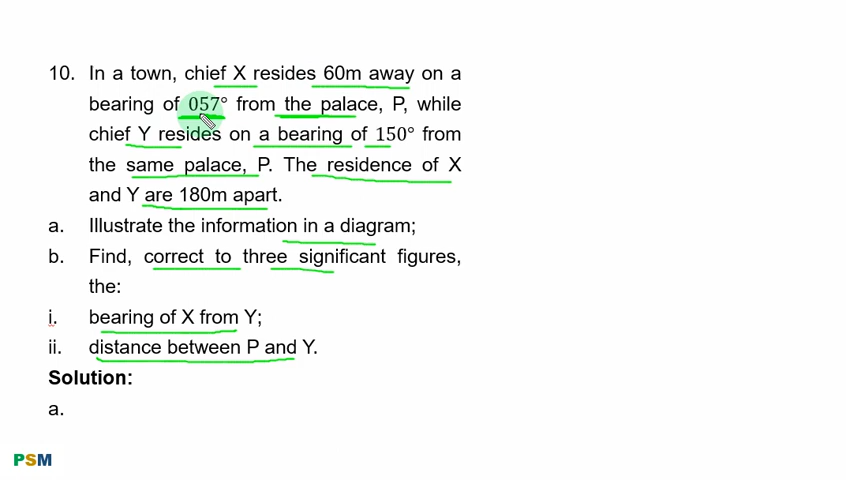 10. In a town, chief X resides 60m away on a
bearing of 057° from the palace, P, while
chief Y resides on a bearing of 150° from
the same palace, P. The residence of X
and Y are 180m apart.
a. Illustrate the information in a diagram;
b. Find, correct to three significant figures,
the:
i. bearing of X from Y;
ii. distance between P and Y.
Solution:
a.
PSM